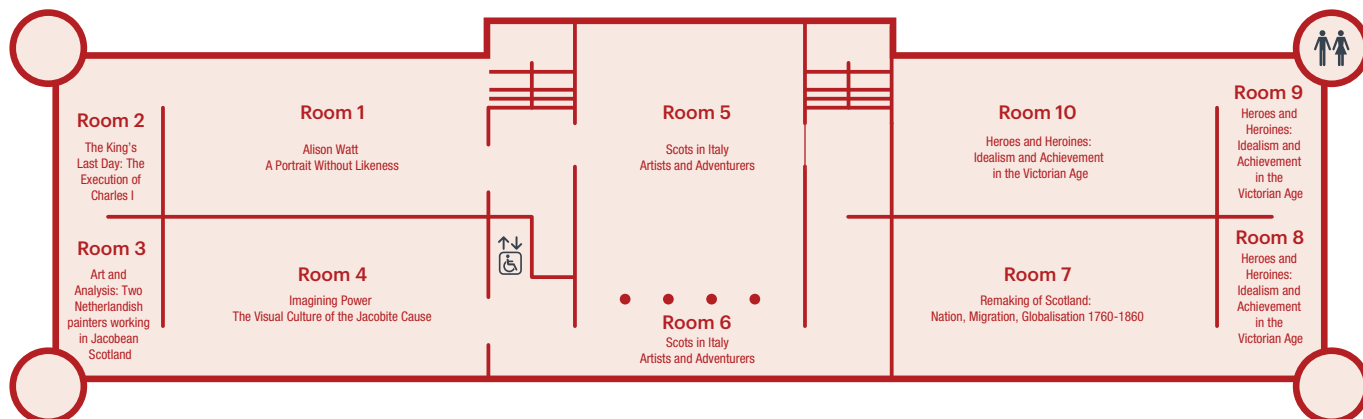 Room 1
Alison Watt
A Portrait Without Likeness
Room 2
The King's
Last Day: The
Execution of
Charles I
Room 3
Art and
Analysis: Two
Netherlandish
painters working
in Jacobean
Scotland
Room 4
Imagining Power
The Visual Culture of the Jacobite Cause
Room 5
Scots in Italy
Artists and Adventurers
Room 6
Scots in Italy
Artists and Adventurers
Room 7
Remaking of Scotland:
Nation, Migration, Globalisation 1760-1860
Room 8
Heroes and
Heroines:
Idealism and
Achievement
in the
Victorian Age
Room 9
Heroes and
Heroines:
Idealism and
Achievement
in the
Victorian Age
Room 10
Heroes and Heroines:
Idealism and Achievement
in the Victorian Age